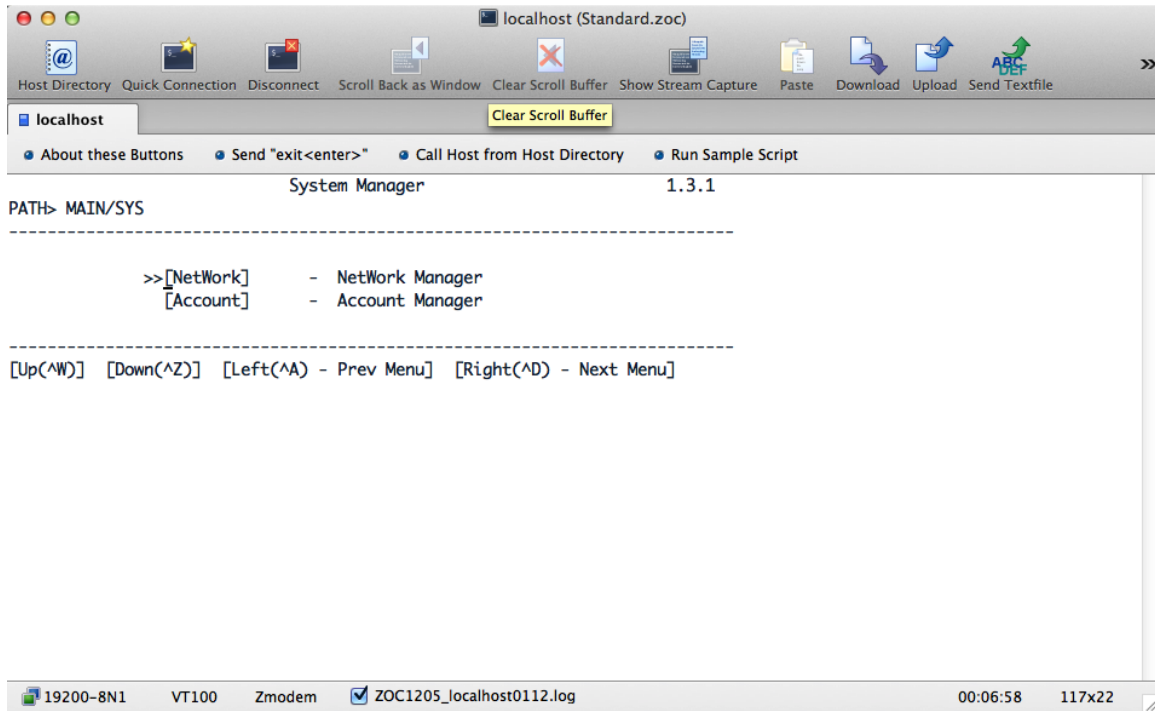 localhost (Standard.zoc)
Host Directory Quick Connection Disconnect Scroll Back as Window Clear Scroll Buffer Show Stream Capture Paste Download Upload Send Textfile
localhost
Clear Scroll Buffer
About these Buttons Send "exit<enter>" Call Host from Host Directory Run Sample Script
System Manager 1.3.1
PATH> MAIN/SYS
---------------------------------------------------------------------------
>>[NetWork] - NetWork Manager
[Account] - Account Manager
---------------------------------------------------------------------------
[Up(^W)] [Down(^Z)] [Left(^A) - Prev Menu] [Right(^D) - Next Menu]
19200-8N1 VT100 Zmodem ZOC1205_localhost0112.log 00:06:58 117x22